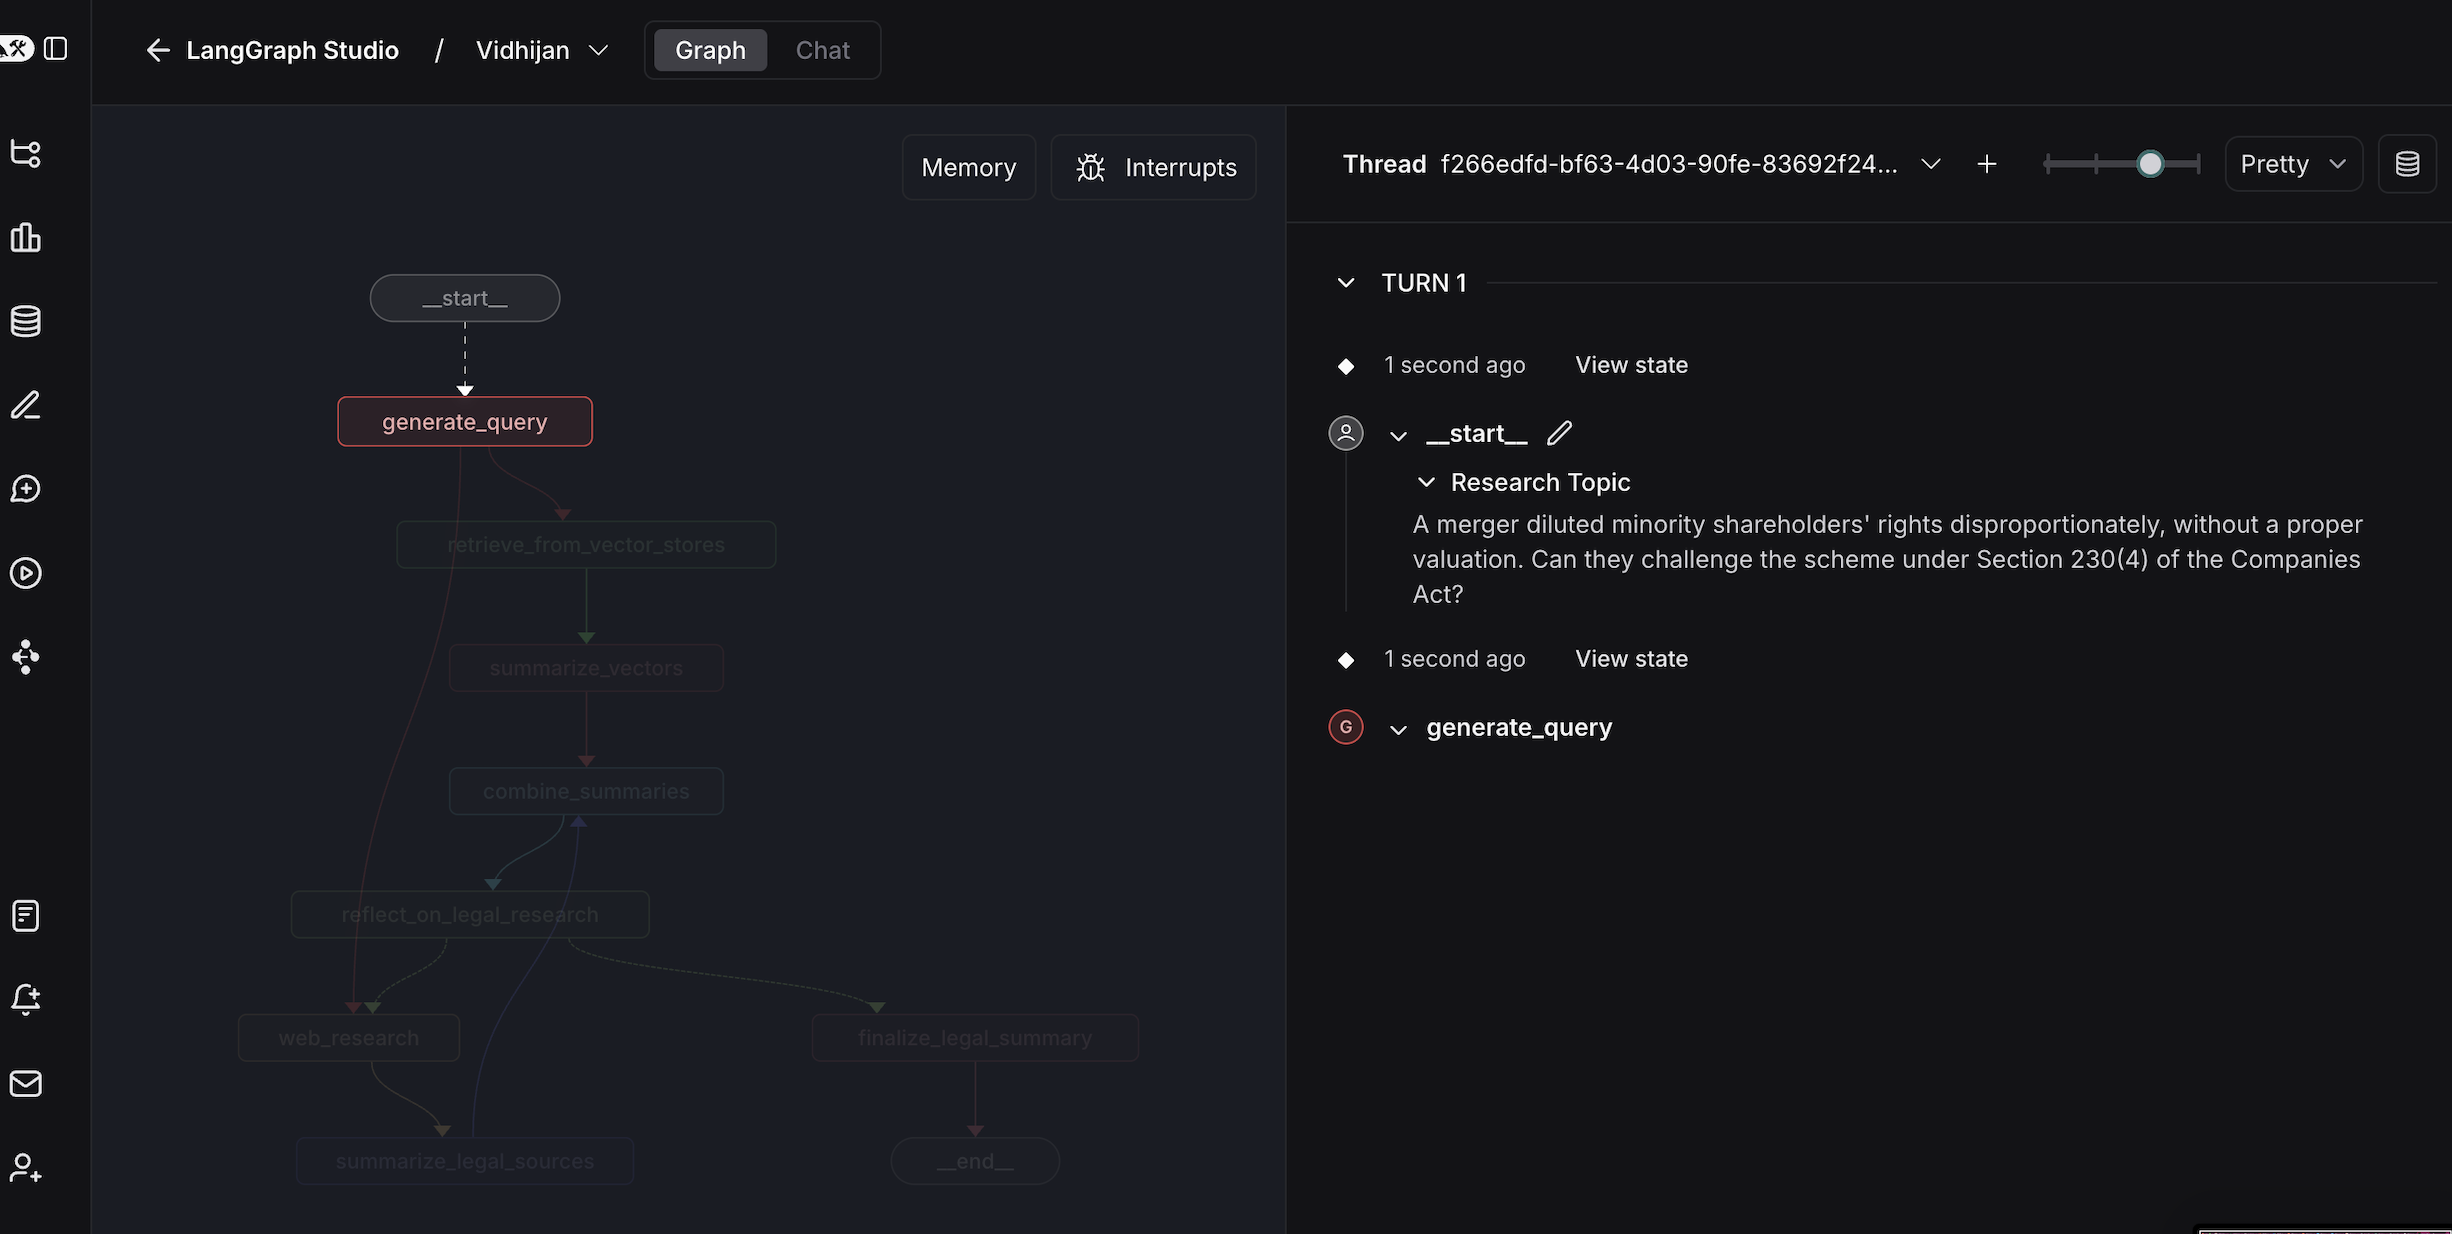 LangGraph Studio / Vidhijan
Graph
Chat
Memory
Interrupts
__start__
generate_query
retrieve_from_vector_stores
summarize_vectors
combine_summaries
reflect_on_legal_research
web_research
finalize_legal_summary
summarize_legal_sources
__end__
Thread f266edfd-bf63-4d03-90fe-83692f24...
Pretty
TURN 1
1 second ago View state
__start__
Research Topic
A merger diluted minority shareholders' rights disproportionately, without a proper
valuation. Can they challenge the scheme under Section 230(4) of the Companies
Act?
1 second ago View state
G generate_query